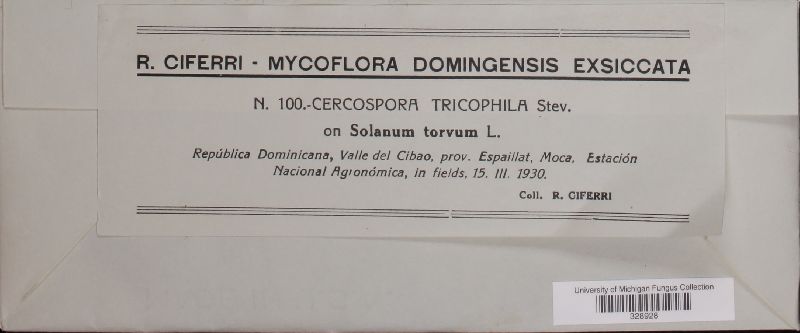 R. CIFERRI - MYCOFLORA DOMINGENSIS EXSICCATA
N. 100.-CERCOSPORA TRICOPHILA Stev.
on Solanum torvum L.
República Dominicana, Valle del Cibao, prov. Espaillat, Moca, Estación
Nacional Agronómica, in fields, 15. III. 1930.
Coll. R. CIFERRI
University of Michigan Fungus Collection
326926